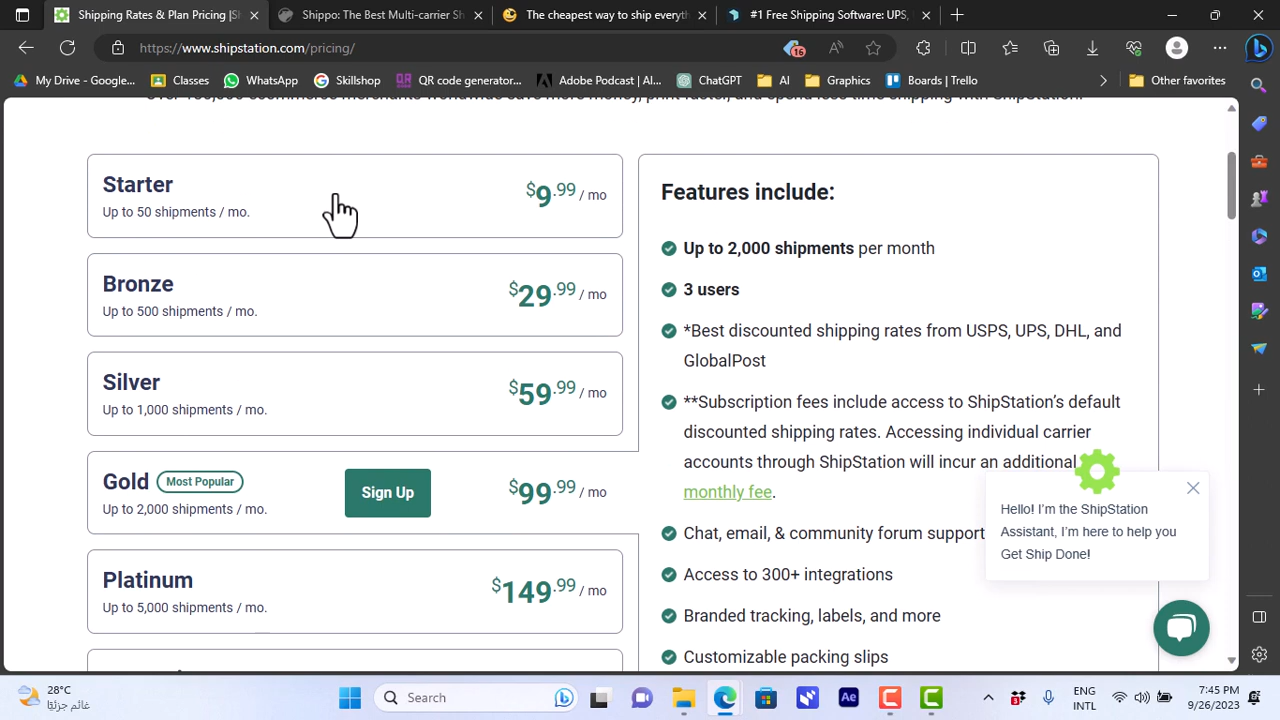 Shipping Rates & Plan Pricing | S
Shippo: The Best Multi-carrier Sh
The cheapest way to ship everyth
#1 Free Shipping Software: UPS,
https://www.shipstation.com/pricing/
16
My Drive - Google...
Classes
WhatsApp
Skillshop
QR code generator...
Adobe Podcast | Al...
ChatGPT
AI
Graphics
Boards | Trello
Other favorites
Starter
Up to 50 shipments / mo.
$9.99 / mo
Bronze
Up to 500 shipments / mo.
$29.99 / mo
Silver
Up to 1,000 shipments / mo.
$59.99 / mo
Gold
Most Popular
Up to 2,000 shipments / mo.
Sign Up
$99.99 / mo
Platinum
Up to 5,000 shipments / mo.
$149.99 / mo
Features include:
Up to 2,000 shipments per month
3 users
*Best discounted shipping rates from USPS, UPS, DHL, and
GlobalPost
**Subscription fees include access to ShipStation's default
discounted shipping rates. Accessing individual carrier
accounts through ShipStation will incur an additional
monthly fee.
Chat, email, & community forum support
Access to 300+ integrations
Branded tracking, labels, and more
Customizable packing slips
Hello! I'm the ShipStation
Assistant, I'm here to help you
Get Ship Done!
28°C
غائم جزئيًا
Search
ENG
INTL
7:45 PM
9/26/2023